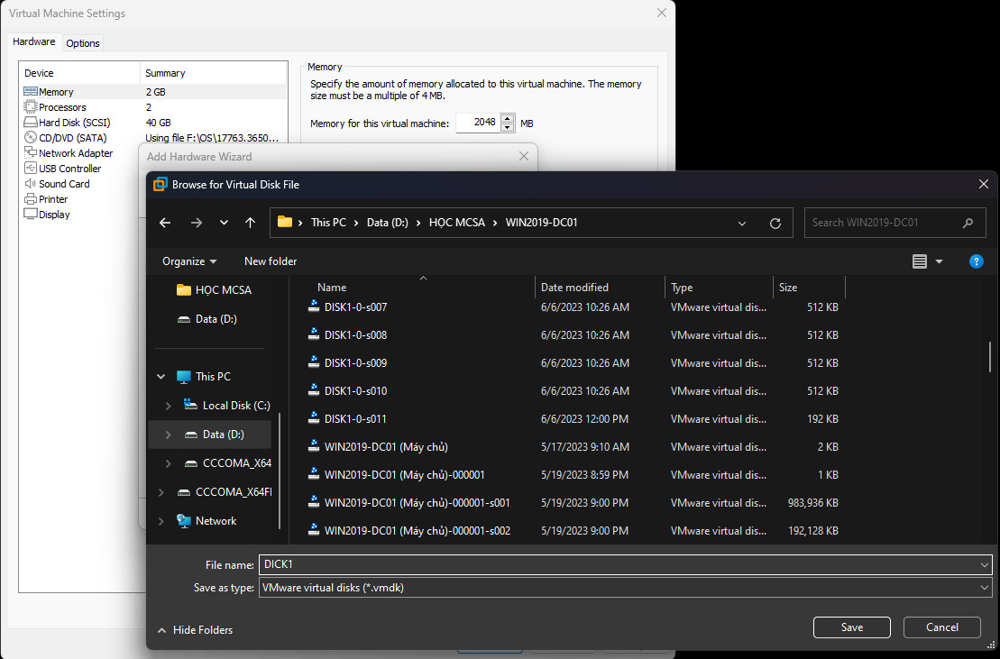 Virtual Machine Settings
Hardware Options
Device Summary
Memory 2 GB
Processors 2
Hard Disk (SCSI) 40 GB
CD/DVD (SATA) Using file F:\OS\17763.3650...
Network Adapter
USB Controller
Sound Card
Printer
Display
Memory
Specify the amount of memory allocated to this virtual machine. The memory
size must be a multiple of 4 MB.
Memory for this virtual machine: 2048 MB
Add Hardware Wizard
Browse for Virtual Disk File
This PC Data (D:) HỌC MCSA WIN2019-DC01
Search WIN2019-DC01
Organize New folder
HỌC MCSA
Data (D:)
This PC
Local Disk (C:)
Data (D:)
CCCOMA_X64
CCCOMA_X64F
Network
Name Date modified Type Size
DISK1-0-s007 6/6/2023 10:26 AM VMware virtual dis... 512 KB
DISK1-0-s008 6/6/2023 10:26 AM VMware virtual dis... 512 KB
DISK1-0-s009 6/6/2023 10:26 AM VMware virtual dis... 512 KB
DISK1-0-s010 6/6/2023 10:26 AM VMware virtual dis... 512 KB
DISK1-0-s011 6/6/2023 12:00 PM VMware virtual dis... 192 KB
WIN2019-DC01 (Máy chủ) 5/17/2023 9:10 AM VMware virtual dis... 2 KB
WIN2019-DC01 (Máy chủ)-000001 5/19/2023 8:59 PM VMware virtual dis... 1 KB
WIN2019-DC01 (Máy chủ)-000001-s001 5/19/2023 9:00 PM VMware virtual dis... 983,936 KB
WIN2019-DC01 (Máy chủ)-000001-s002 5/19/2023 9:00 PM VMware virtual dis... 192,128 KB
File name: DICK1
Save as type: VMware virtual disks (*.vmdk)
Hide Folders
Save Cancel